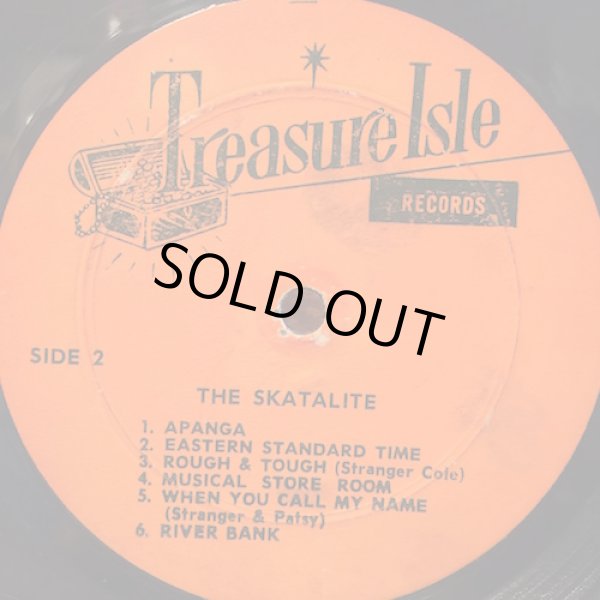 Treasure Isle
RECORDS
SOLD OUT
SIDE 2
THE SKATALITE
1. APANGA
2. EASTERN STANDARD TIME
3. ROUGH & TOUGH (Stranger Cole)
4. MUSICAL STORE ROOM
5. WHEN YOU CALL MY NAME
(Stranger & Patsy)
6. RIVER BANK